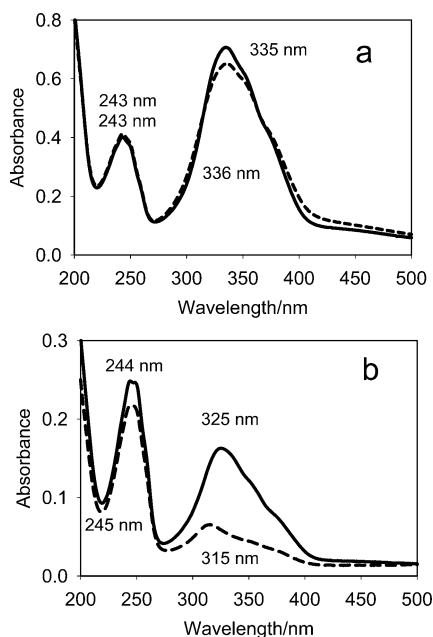 0.8
a
335 nm
0.6
243 nm
243 nm
0.4
336 nm
0.2
0.0
200 250 300 350 400 450 500
Absorbance
Wavelength/nm
0.3
b
244 nm
325 nm
0.2
0.1
245 nm
315 nm
0.0
200 250 300 350 400 450 500
Absorbance
Wavelength/nm